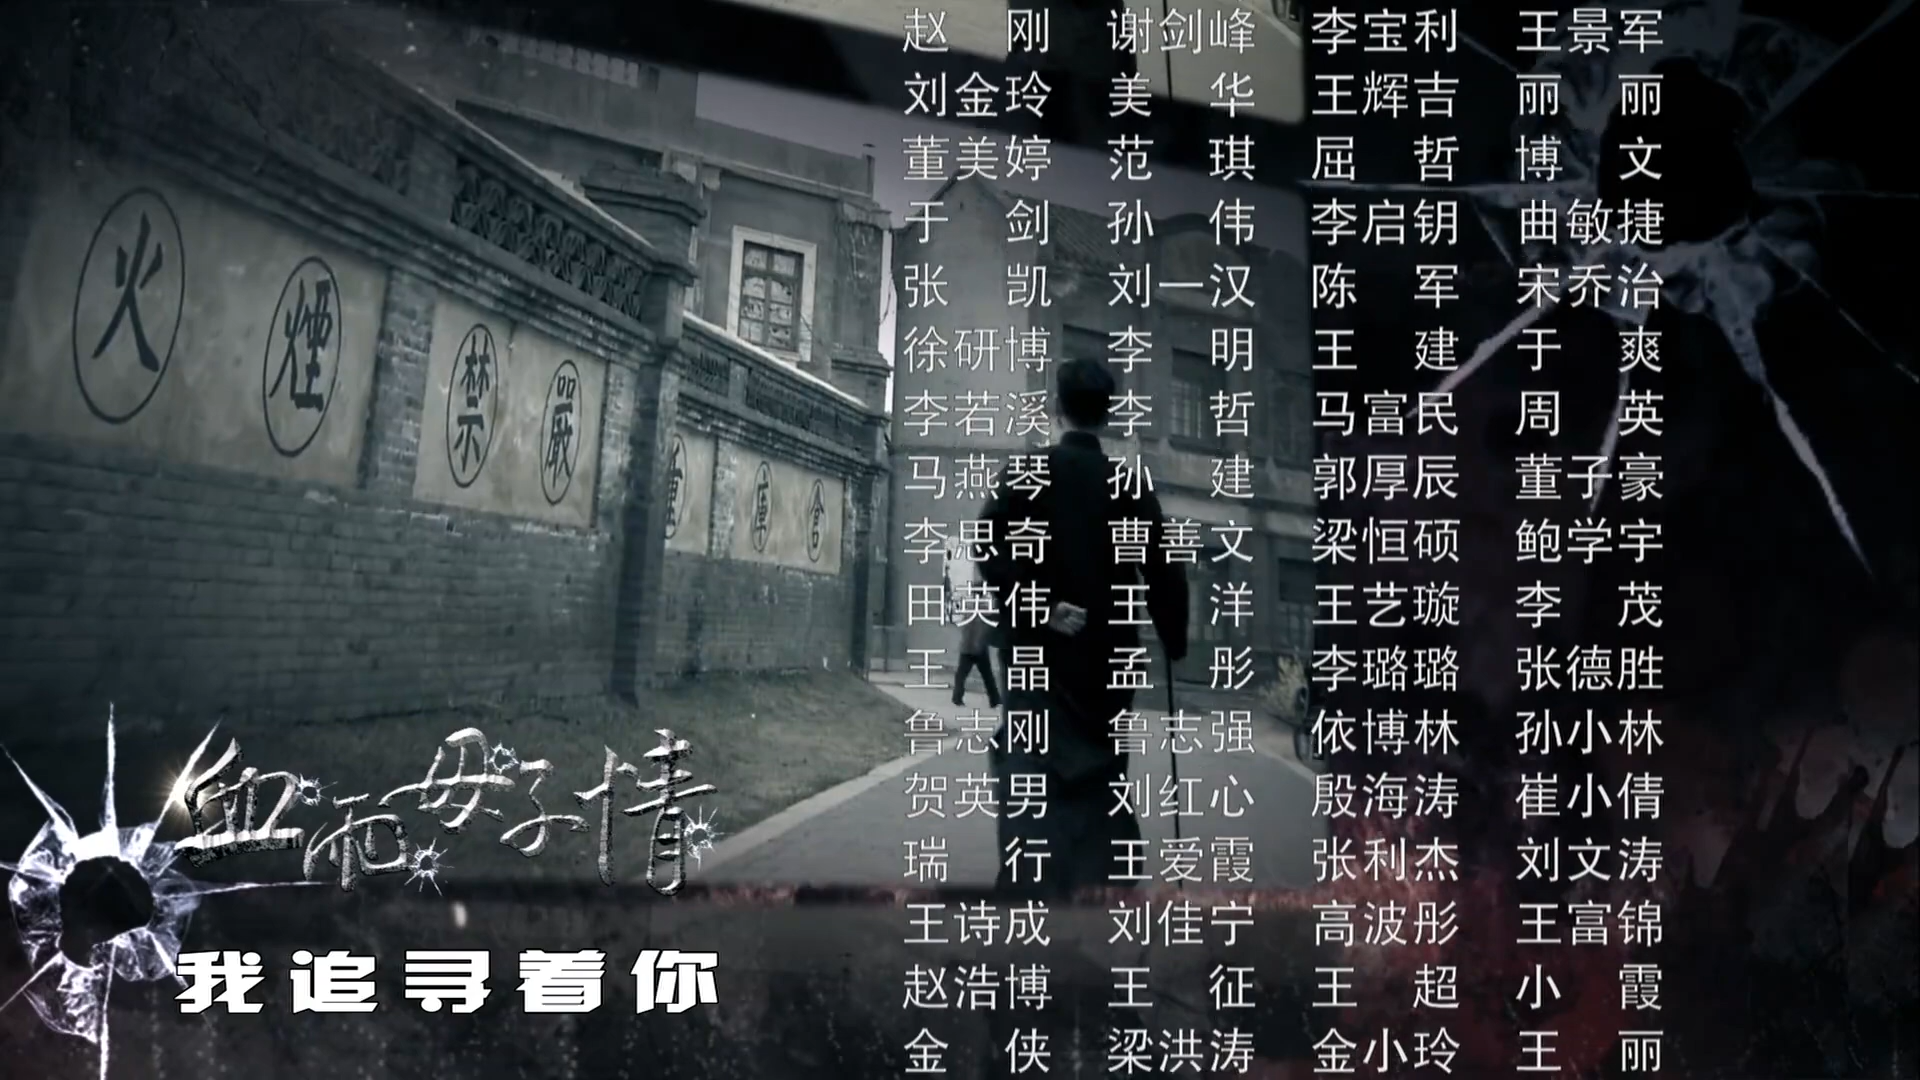 赵刚 谢剑峰 李宝利 王景军
刘金玲 美华 王辉吉 丽丽
董美婷 范琪 屈哲 博文
于剑 孙伟 李启钥 曲敏捷
张凯 刘一汉 陈军 宋乔治
徐研博 李明 王建 于爽
李若溪 李哲 马富民 周英
马燕琴 孙建 郭厚辰 董子豪
李思奇 曹善文 梁恒硕 鲍学宇
田英伟 王洋 王艺璇 李茂
王晶 孟彤 李璐璐 张德胜
鲁志刚 鲁志强 依博林 孙小林
贺英男 刘红心 殷海涛 崔小倩
瑞行 王爱霞 张利杰 刘文涛
王诗成 刘佳宁 高波彤 王富锦
赵浩博 王征 王超 小霞
金侠 梁洪涛 金小玲 王丽
火煙禁嚴 重庫倉
血雨母子情
我追寻着你